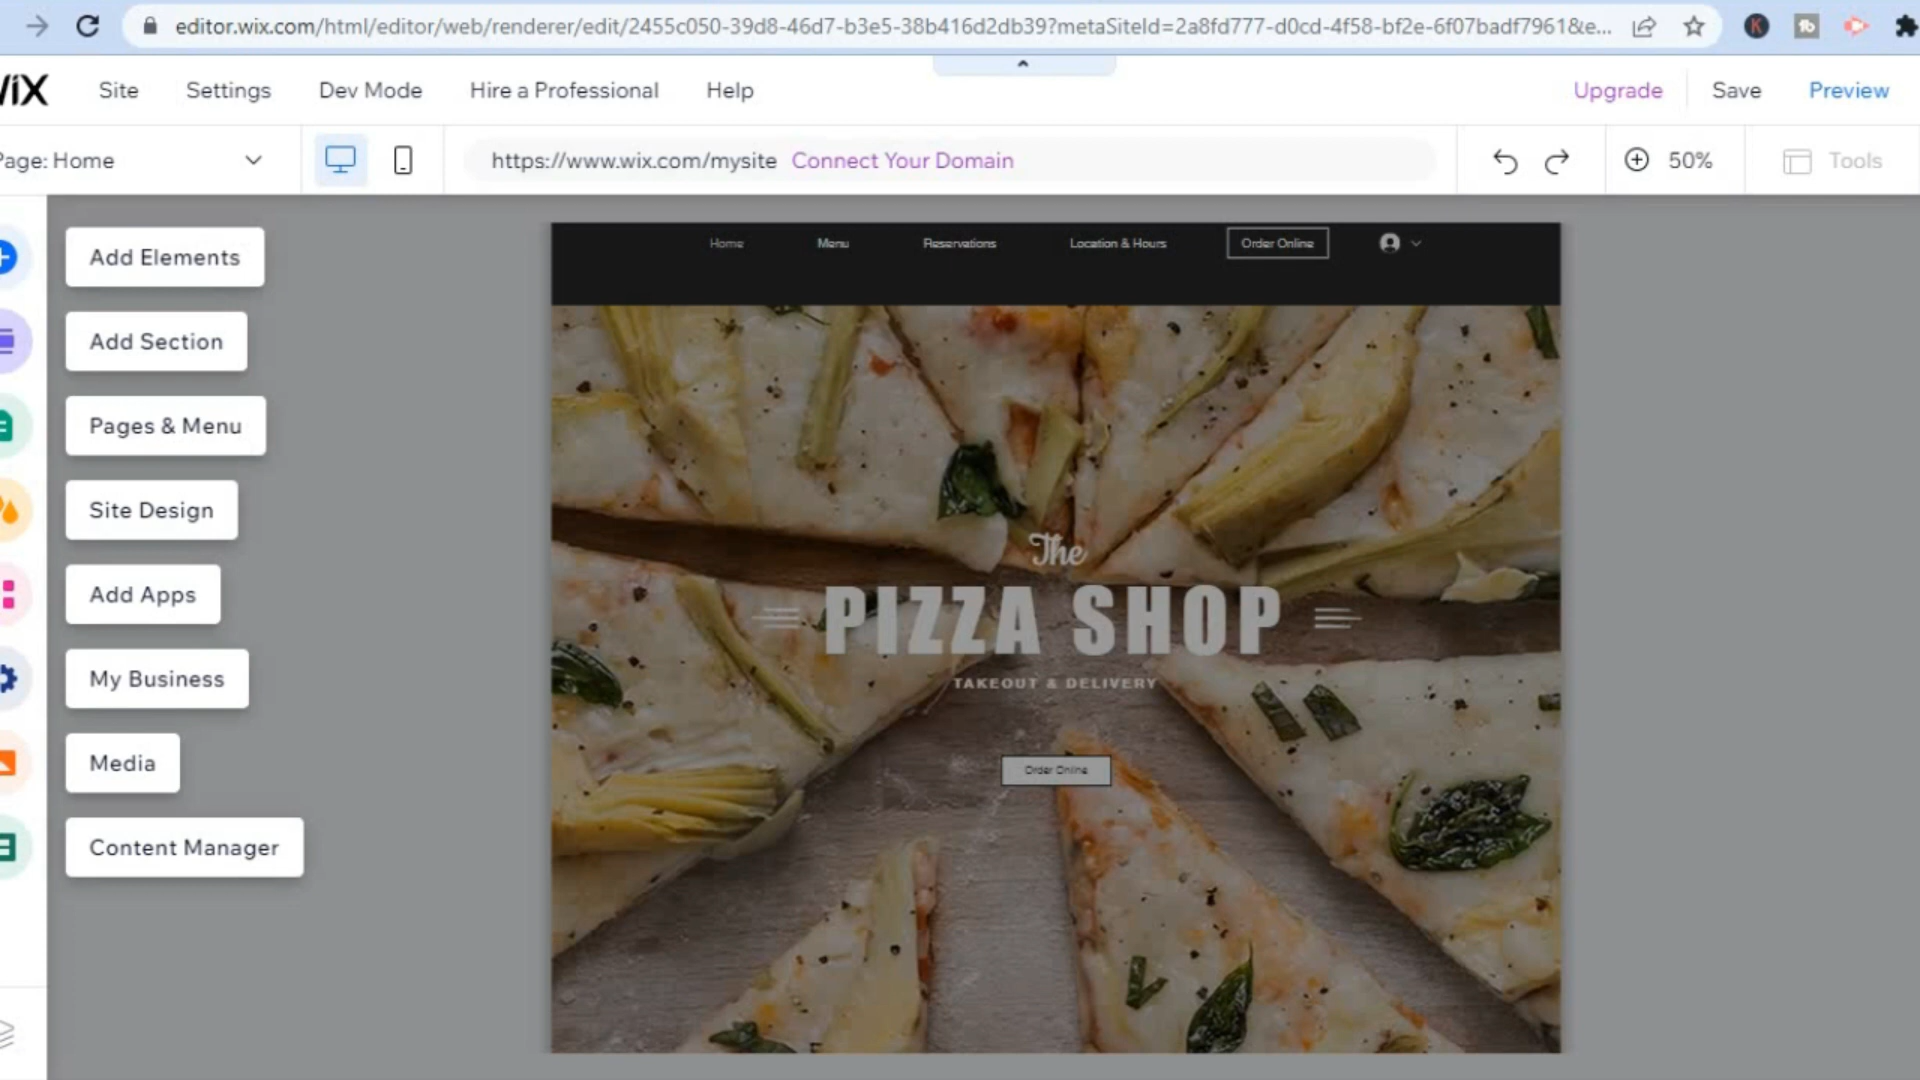 editor.wix.com/html/editor/web/renderer/edit/2455c050-39d8-46d7-b3e5-38b416d2db39?metaSiteId=2a8fd777-d0cd-4f58-bf2e-6f07badf7961&e...
K
tb
WiX Site Settings Dev Mode Hire a Professional Help Upgrade Save Preview
Page: Home https://www.wix.com/mysite Connect Your Domain 50% Tools
Add Elements
Add Section
Pages & Menu
Site Design
Add Apps
My Business
Media
Content Manager
Home Menu Reservations Location & Hours Order Online
The
PIZZA SHOP
TAKEOUT & DELIVERY
Order Online